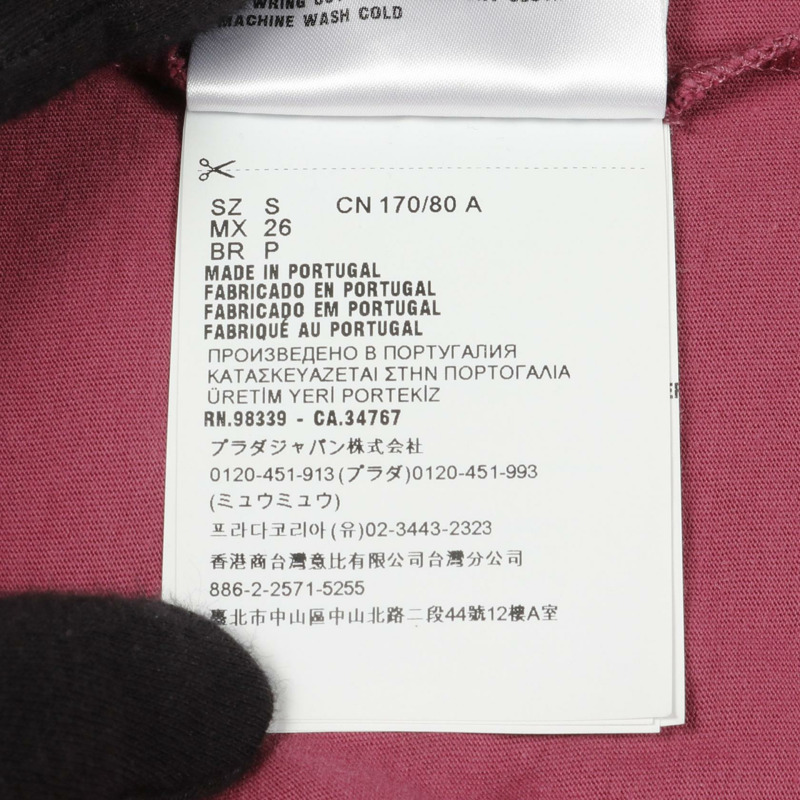 WRING
MACHINE WASH COLD
SZ S CN 170/80 A
MX 26
BR P
MADE IN PORTUGAL
FABRICADO EN PORTUGAL
FABRICADO EM PORTUGAL
FABRIQUÉ AU PORTUGAL
ПРОИЗВЕДЕНО В ПОРТУГАЛИЯ
ΚΑΤΑΣΚΕΥΑΖΕΤΑΙ ΣΤΗΝ ΠΟΡΤΟΓΑΛΙΑ
ÜRETİM YERİ PORTEKİZ
RN.98339 - CA.34767
プラダジャパン株式会社
0120-451-913(プラダ)0120-451-993
(ミュウミュウ)
프라다코리아(유)02-3443-2323
香港商台灣意比有限公司台灣分公司
886-2-2571-5255
臺北市中山區中山北路二段44號12樓A室